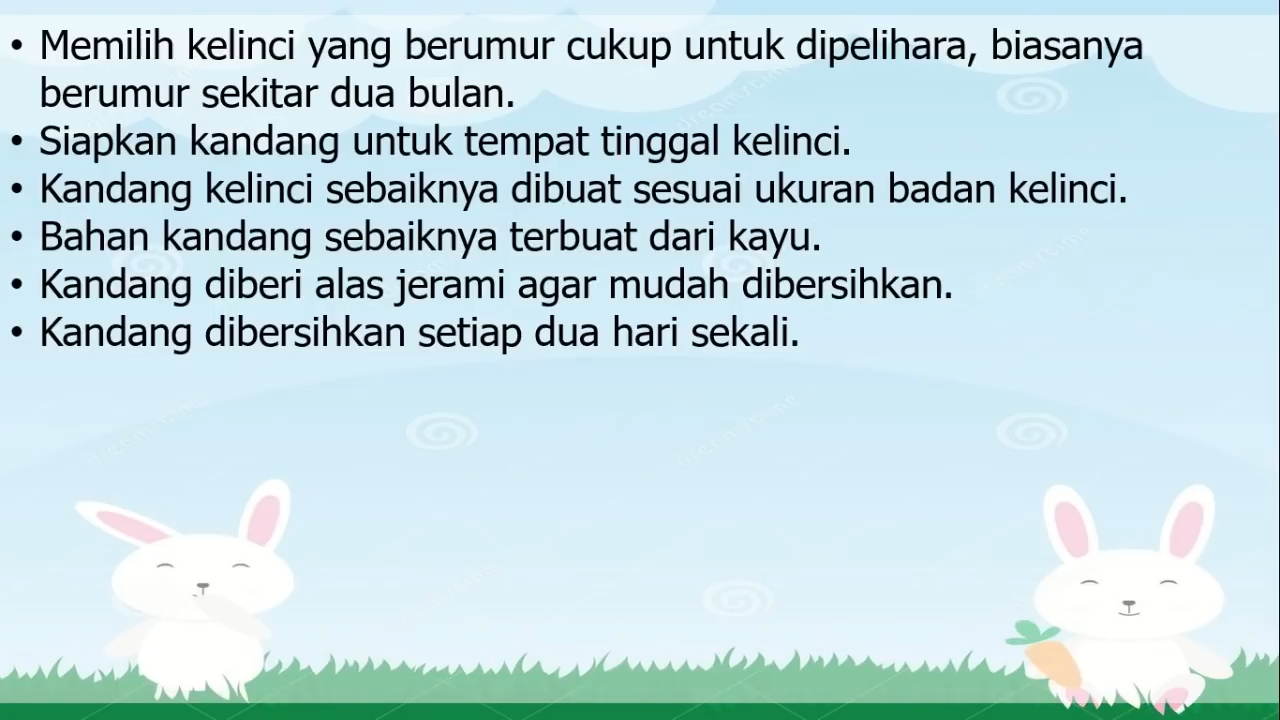 • Memilih kelinci yang berumur cukup untuk dipelihara, biasanya
berumur sekitar dua bulan.
• Siapkan kandang untuk tempat tinggal kelinci.
• Kandang kelinci sebaiknya dibuat sesuai ukuran badan kelinci.
• Bahan kandang sebaiknya terbuat dari kayu.
• Kandang diberi alas jerami agar mudah dibersihkan.
• Kandang dibersihkan setiap dua hari sekali.